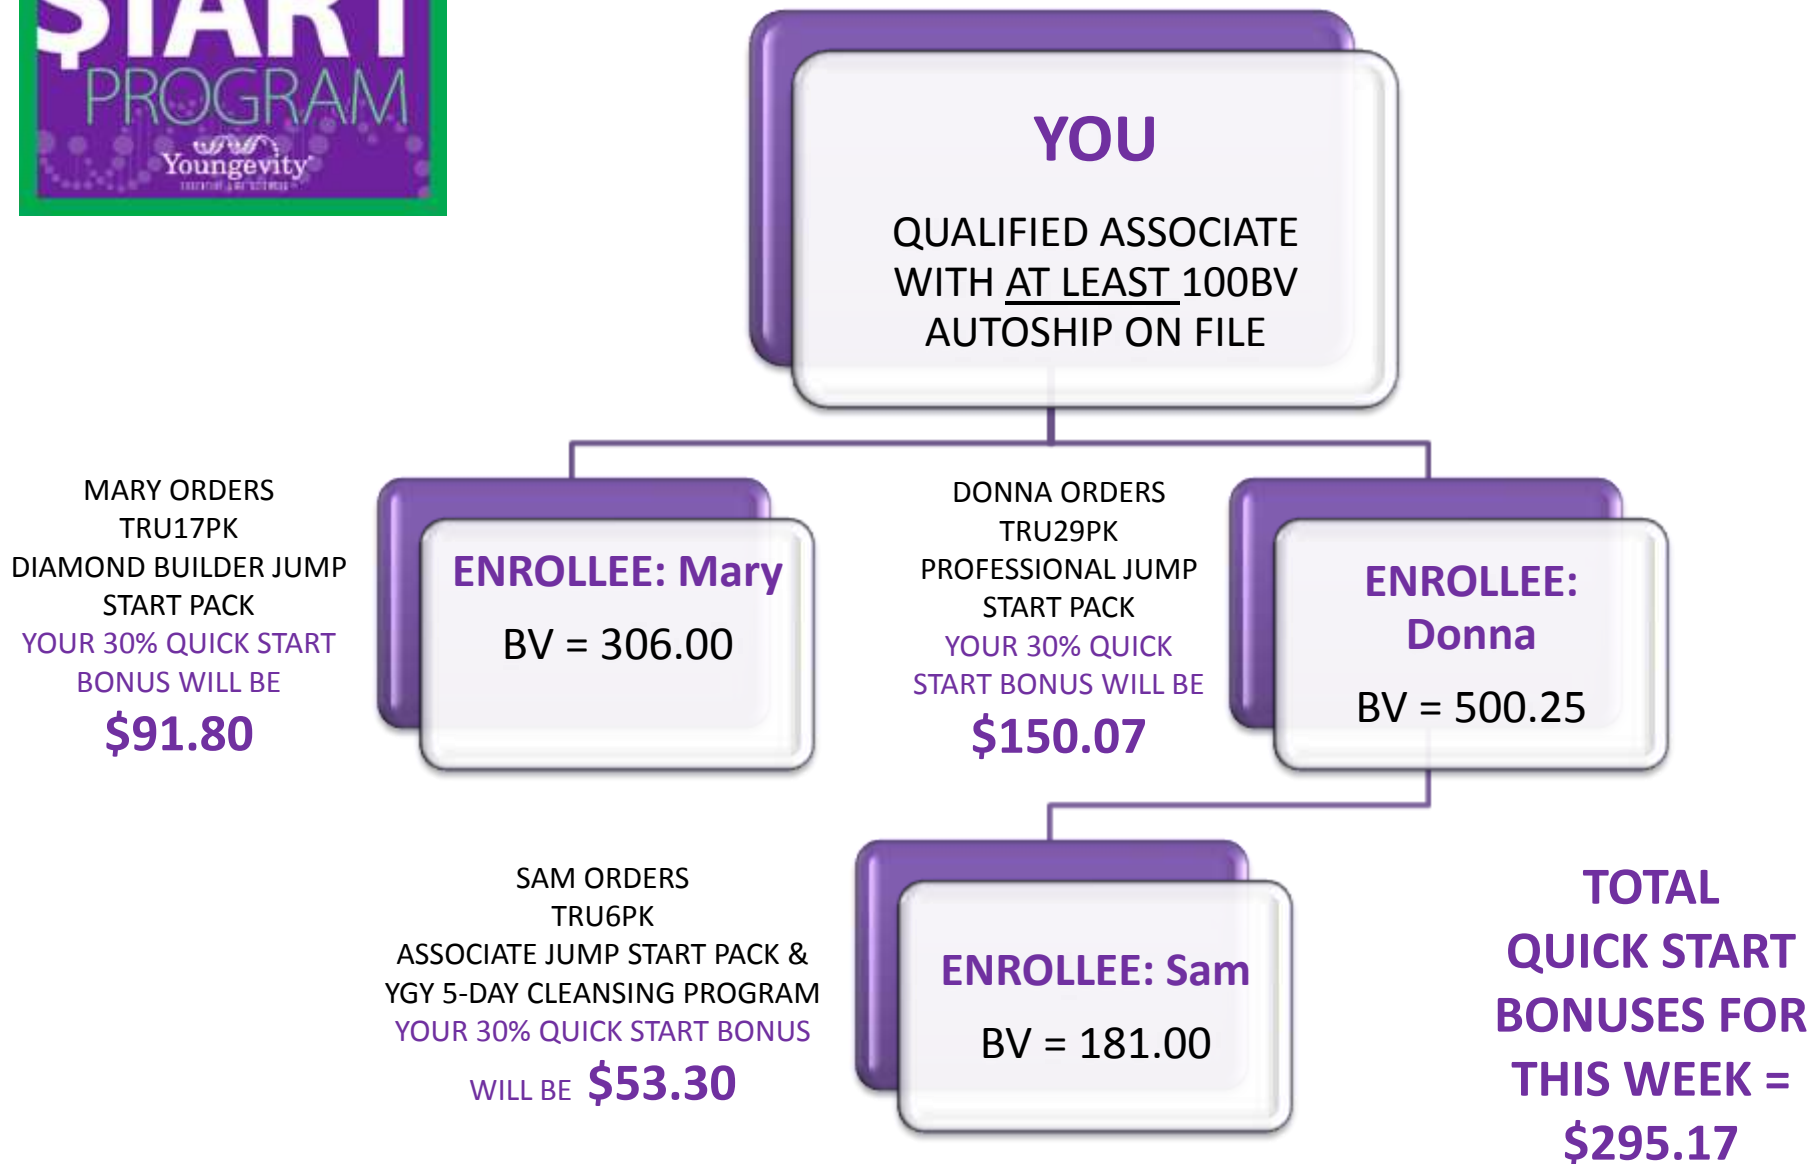 $TART
PROGRAM
Youngevity
YOU
QUALIFIED ASSOCIATE
WITH AT LEAST 100BV
AUTOSHIP ON FILE
MARY ORDERS
TRU17PK
DIAMOND BUILDER JUMP
START PACK
YOUR 30% QUICK START
BONUS WILL BE
$91.80
ENROLLEE: Mary
BV = 306.00
DONNA ORDERS
TRU29PK
PROFESSIONAL JUMP
START PACK
YOUR 30% QUICK
START BONUS WILL BE
$150.07
ENROLLEE:
Donna
BV = 500.25
SAM ORDERS
TRU6PK
ASSOCIATE JUMP START PACK &
YGY 5-DAY CLEANSING PROGRAM
YOUR 30% QUICK START BONUS
WILL BE $53.30
ENROLLEE: Sam
BV = 181.00
TOTAL
QUICK START
BONUSES FOR
THIS WEEK =
$295.17